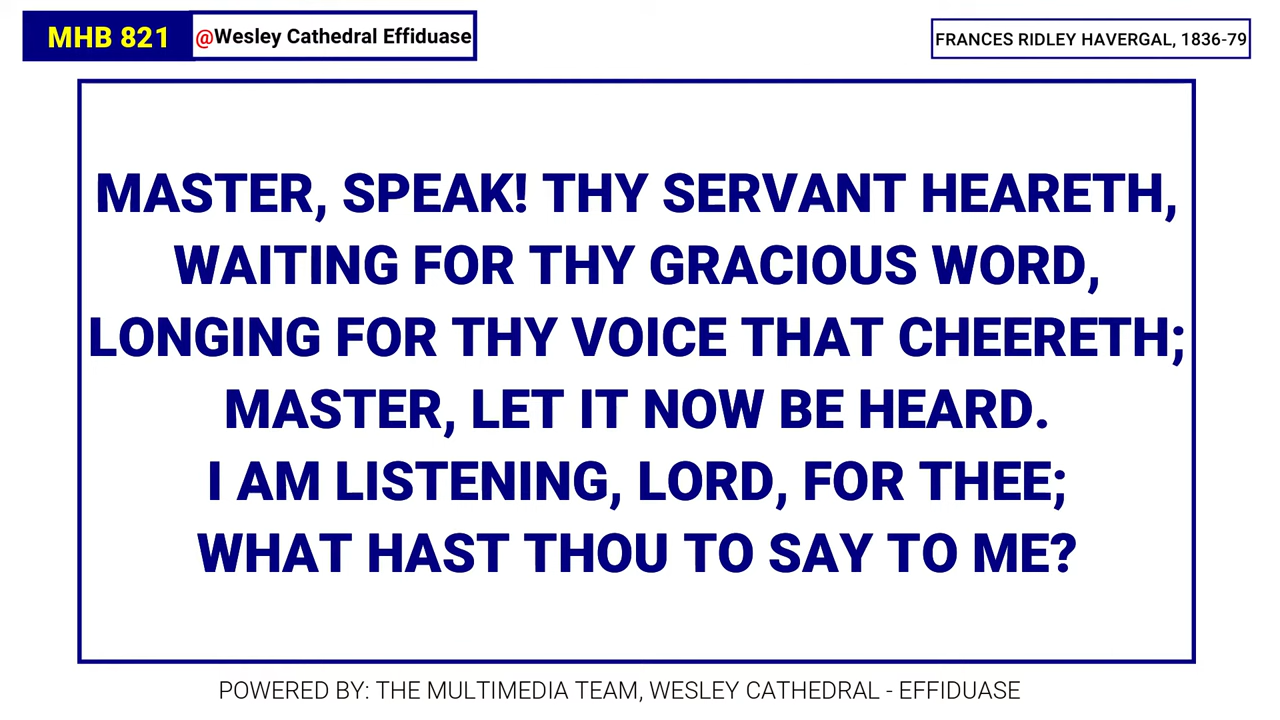 MHB 821
@Wesley Cathedral Effiduase
FRANCES RIDLEY HAVERGAL, 1836-79
MASTER, SPEAK! THY SERVANT HEARETH,
WAITING FOR THY GRACIOUS WORD,
LONGING FOR THY VOICE THAT CHEERETH;
MASTER, LET IT NOW BE HEARD.
I AM LISTENING, LORD, FOR THEE;
WHAT HAST THOU TO SAY TO ME?
POWERED BY: THE MULTIMEDIA TEAM, WESLEY CATHEDRAL - EFFIDUASE